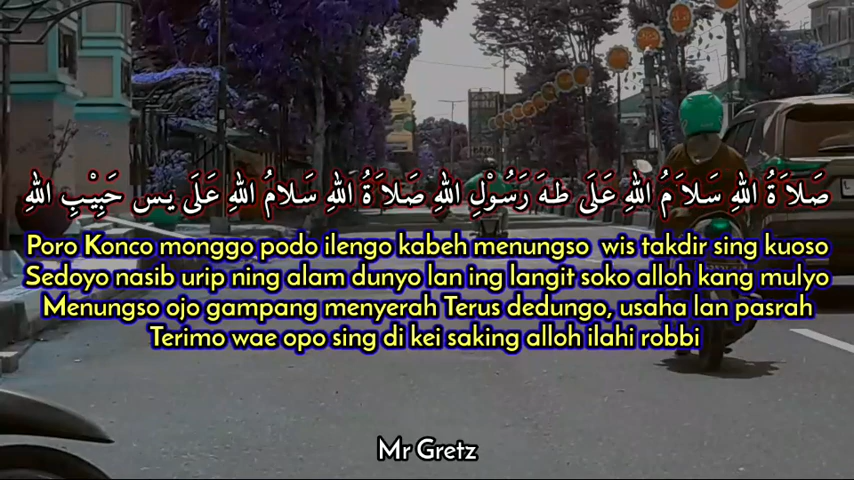 صَلاَةُ اللهِ سَلاَمُ اللهِ عَلَى طٰهَ رَسُوْلِ اللهِ صَلاَةُ اللهِ سَلامُ اللهِ عَلَى يس حَبِيْبِ اللهِ
Poro Konco monggo podo ilengo kabeh menungso wis takdir sing kuoso
Sedoyo nasib urip ning alam dunyo lan ing langit soko alloh kang mulyo
Menungso ojo gampang menyerah Terus dedungo, usaha lan pasrah
Terimo wae opo sing di kei saking alloh ilahi robbi
Mr Gretz